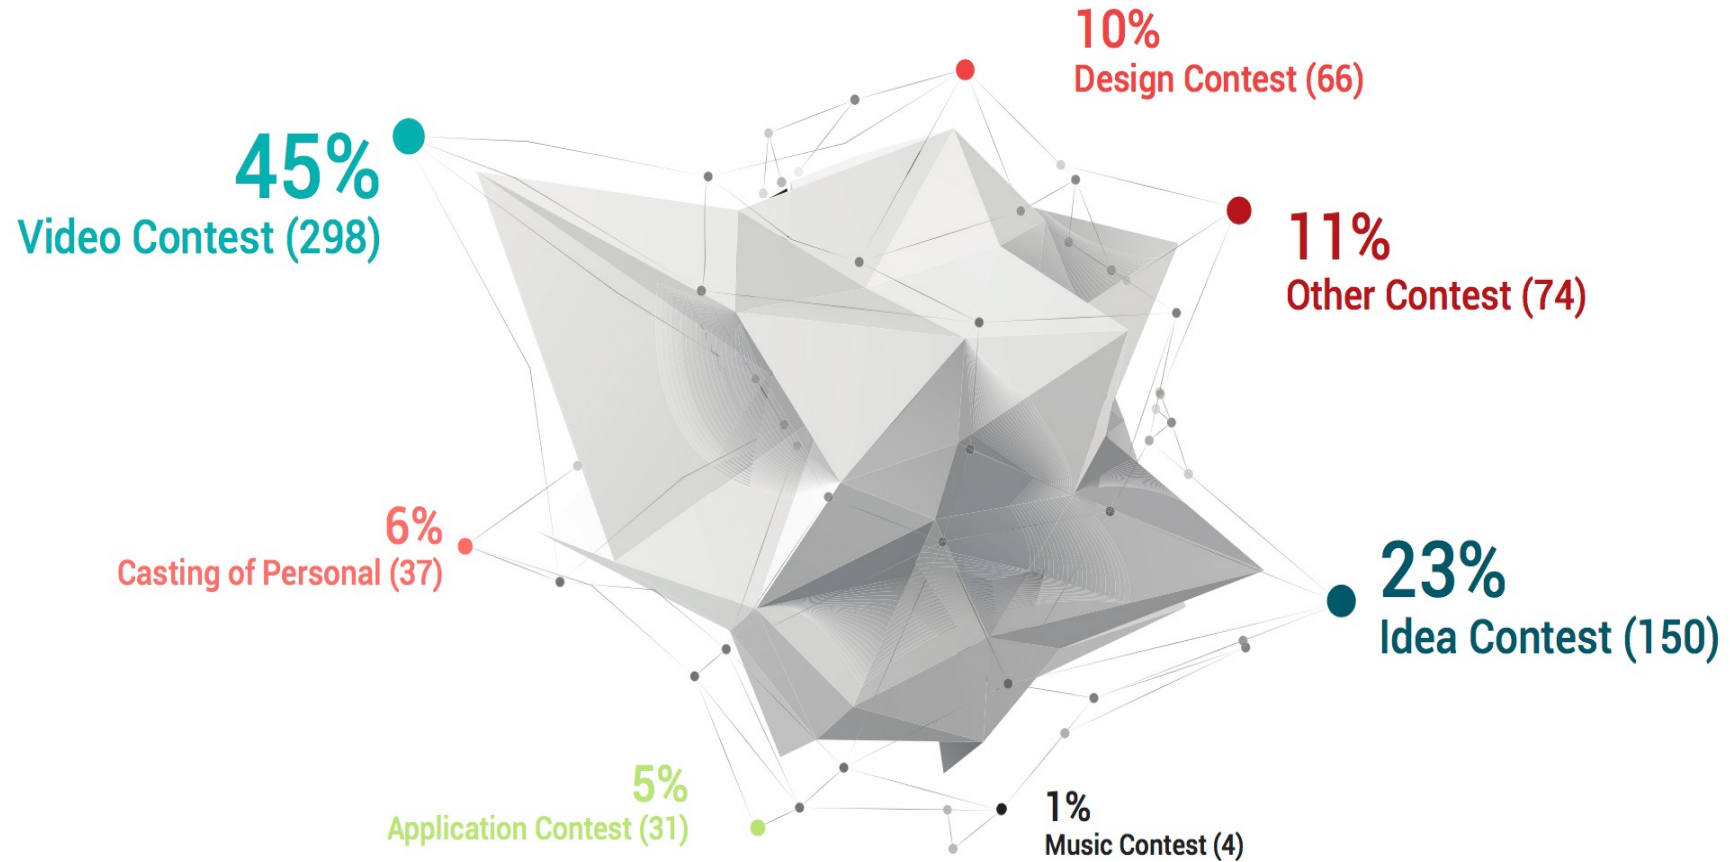 10%
Design Contest (66)
45%
Video Contest (298)
11%
Other Contest (74)
6%
Casting of Personal (37)
23%
Idea Contest (150)
5%
Application Contest (31)
1%
Music Contest (4)